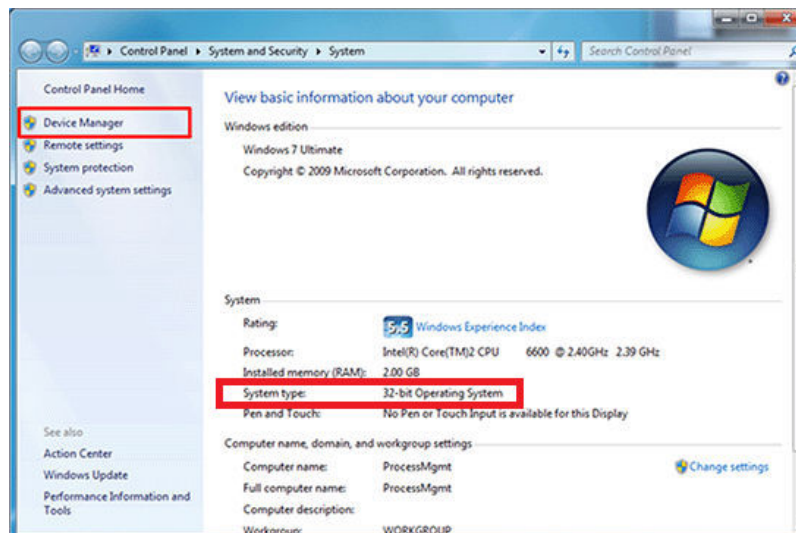 Control Panel ▸ System and Security ▸ System
Search Control Panel
Control Panel Home
Device Manager
Remote settings
System protection
Advanced system settings
See also
Action Center
Windows Update
Performance Information and
Tools
View basic information about your computer
Windows edition
Windows 7 Ultimate
Copyright © 2009 Microsoft Corporation. All rights reserved.
System
Rating: 5.5 Windows Experience Index
Processor: Intel(R) Core(TM)2 CPU 6600 @ 2.40GHz 2.39 GHz
Installed memory (RAM): 2.00 GB
System type: 32-bit Operating System
Pen and Touch: No Pen or Touch Input is available for this Display
Computer name, domain, and workgroup settings
Computer name: ProcessMgmt
Change settings
Full computer name: ProcessMgmt
Computer description:
Workgroup: WORKGROUP